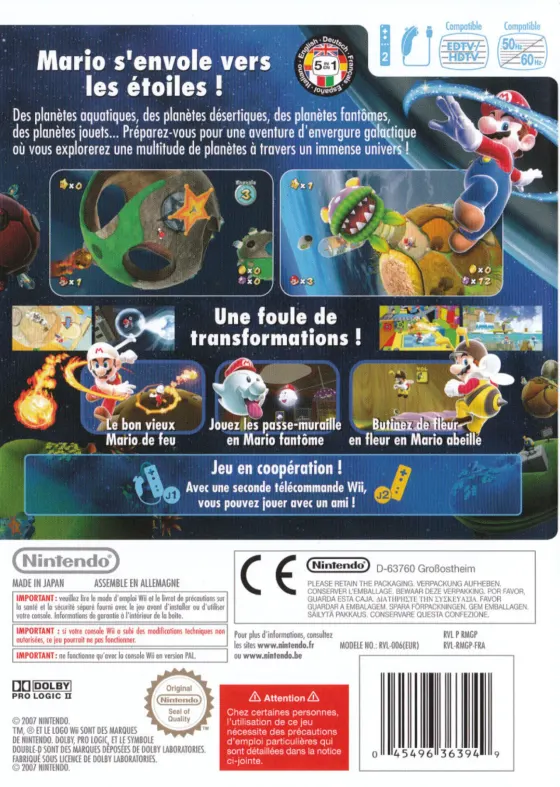 Compatible
Compatible
2
EDTV/
HDTV
50Hz
60Hz
English · Deutsch · Français · Español · Italiano
5 EN 1
Mario s'envole vers
les étoiles !
Des planètes aquatiques, des planètes désertiques, des planètes fantômes,
des planètes jouets... Préparez-vous pour une aventure d'envergure galactique
où vous explorerez une multitude de planètes à travers un immense univers !
x0
3
x3
x0
x0
x1
x3
x0
x12
Une foule de
transformations !
Le bon vieux
Mario de feu
Jouez les passe-muraille
en Mario fantôme
Butinez de fleur
en fleur en Mario abeille
Jeu en coopération !
J1
Avec une seconde télécommande Wii,
vous pouvez jouer avec un ami !
J2
Nintendo®
MADE IN JAPAN
ASSEMBLE EN ALLEMAGNE
IMPORTANT : veuillez lire le mode d'emploi Wii et le livret de précautions sur
la santé et la sécurité séparé fourni avec le jeu avant d'installer ou d'utiliser
votre console. Informations de garantie à l'intérieur de la boîte.
IMPORTANT : si votre console Wii a subi des modifications techniques non
autorisées, ce jeu pourrait ne pas fonctionner.
IMPORTANT : ne fonctionne qu'avec la console Wii en version PAL.
CE
Nintendo®
D-63760 Großostheim
PLEASE RETAIN THE PACKAGING. VERPACKUNG AUFHEBEN.
CONSERVER L'EMBALLAGE. BEWAAR DEZE VERPAKKING. POR FAVOR,
GUARDA ESTA CAJA. ΔΙΑΤΗΡΕΙΣΤΕ ΤΗΝ ΣΥΣΚΕΥΑΣΙΑ. FAVOR
GUARDAR A EMBALAGEM. SPARA FÖRPACKNINGEN. GEM EMBALLAGEN.
SÄILYTÄ PAKKAUS. CONSERVARE QUESTA CONFEZIONE.
Pour plus d'informations, consultez
les sites www.nintendo.fr
ou www.nintendo.be
MODELE NO.: RVL-006(EUR)
RVL P RMGP
RVL-RMGP-FRA
DOLBY
PRO LOGIC II
Original
Nintendo®
Seal of
Quality
TM
© 2007 NINTENDO.
TM, ® ET LE LOGO Wii SONT DES MARQUES
DE NINTENDO. DOLBY, PRO LOGIC, ET LE SYMBOLE
DOUBLE-D SONT DES MARQUES DÉPOSÉES DE DOLBY LABORATORIES.
FABRIQUÉ SOUS LICENCE DE DOLBY LABORATORIES.
© 2007 NINTENDO.
Attention
Chez certaines personnes,
l'utilisation de ce jeu
nécessite des précautions
d'emploi particulières qui
sont détaillées dans la notice
ci-jointe.
0 45496 36394 9